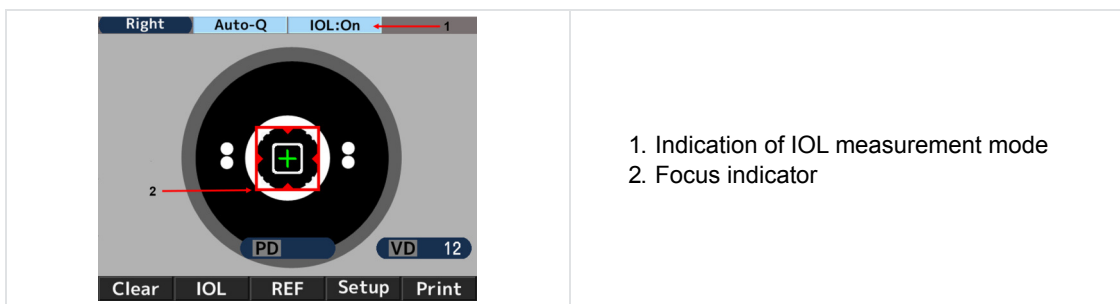 Right Auto-Q IOL:On 1
2
PD VD 12
Clear IOL REF Setup Print
1. Indication of IOL measurement mode
2. Focus indicator